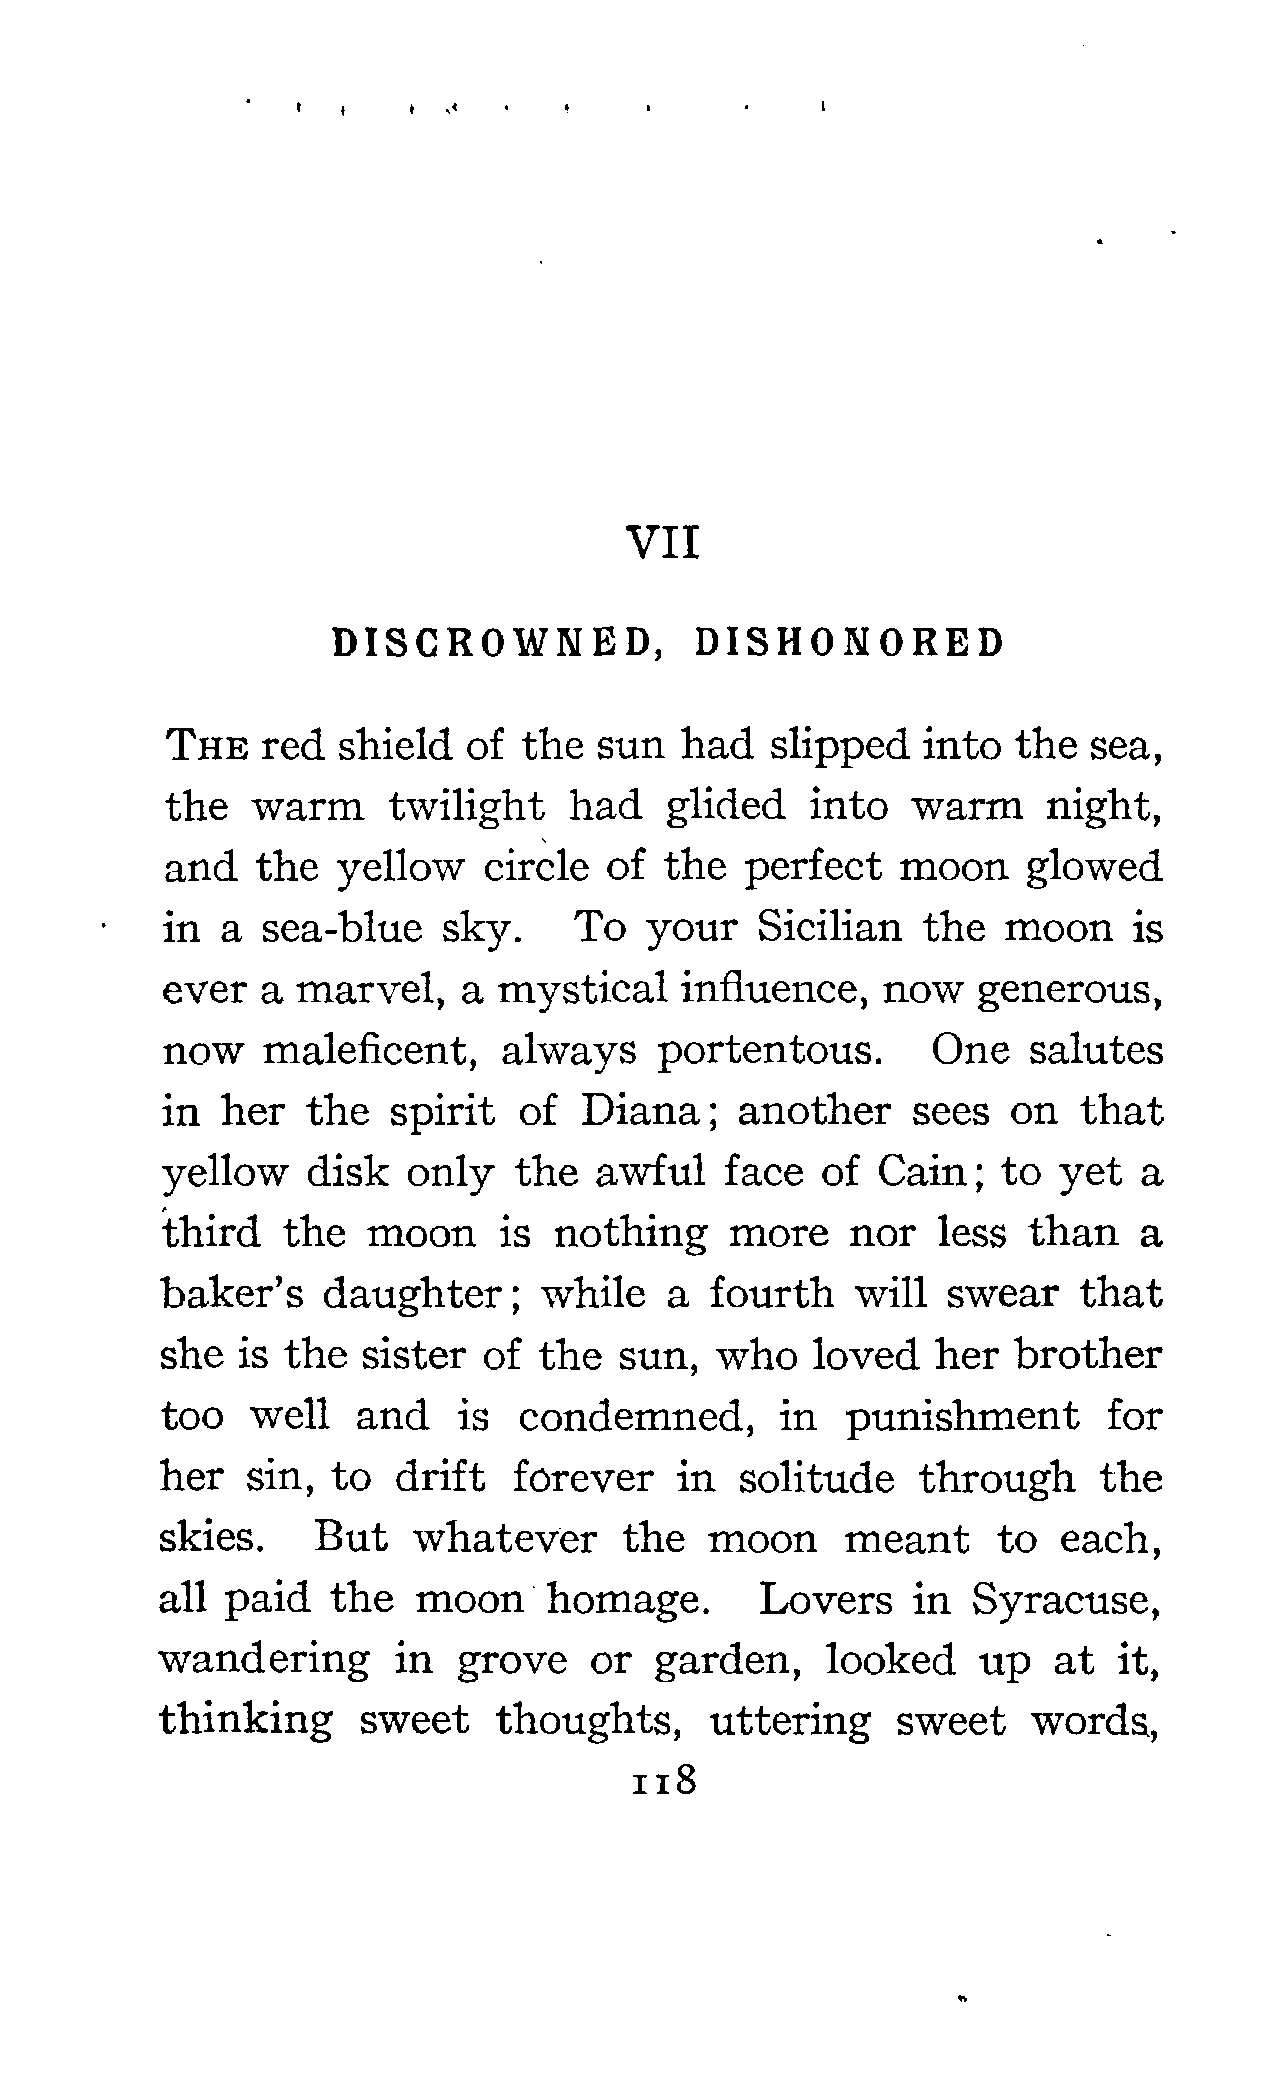 VII
DISCROWNED, DISHONORED
THE red shield of the sun had slipped into the sea,
the warm twilight had glided into warm night,
and the yellow circle of the perfect moon glowed
in a sea-blue sky. To your Sicilian the moon is
ever a marvel, a mystical influence, now generous,
now maleficent, always portentous. One salutes
in her the spirit of Diana; another sees on that
yellow disk only the awful face of Cain; to yet a
third the moon is nothing more nor less than a
baker's daughter; while a fourth will swear that
she is the sister of the sun, who loved her brother
too well and is condemned, in punishment for
her sin, to drift forever in solitude through the
skies. But whatever the moon meant to each,
all paid the moon homage. Lovers in Syracuse,
wandering in grove or garden, looked up at it,
thinking sweet thoughts, uttering sweet words,
118